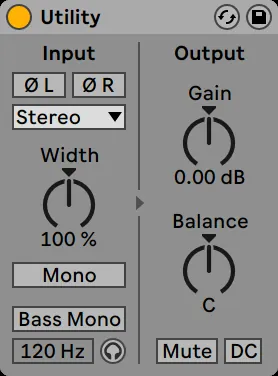 Utility
Input
Ø L
Ø R
Stereo
Width
100 %
Mono
Bass Mono
120 Hz
Output
Gain
0.00 dB
Balance
C
Mute
DC